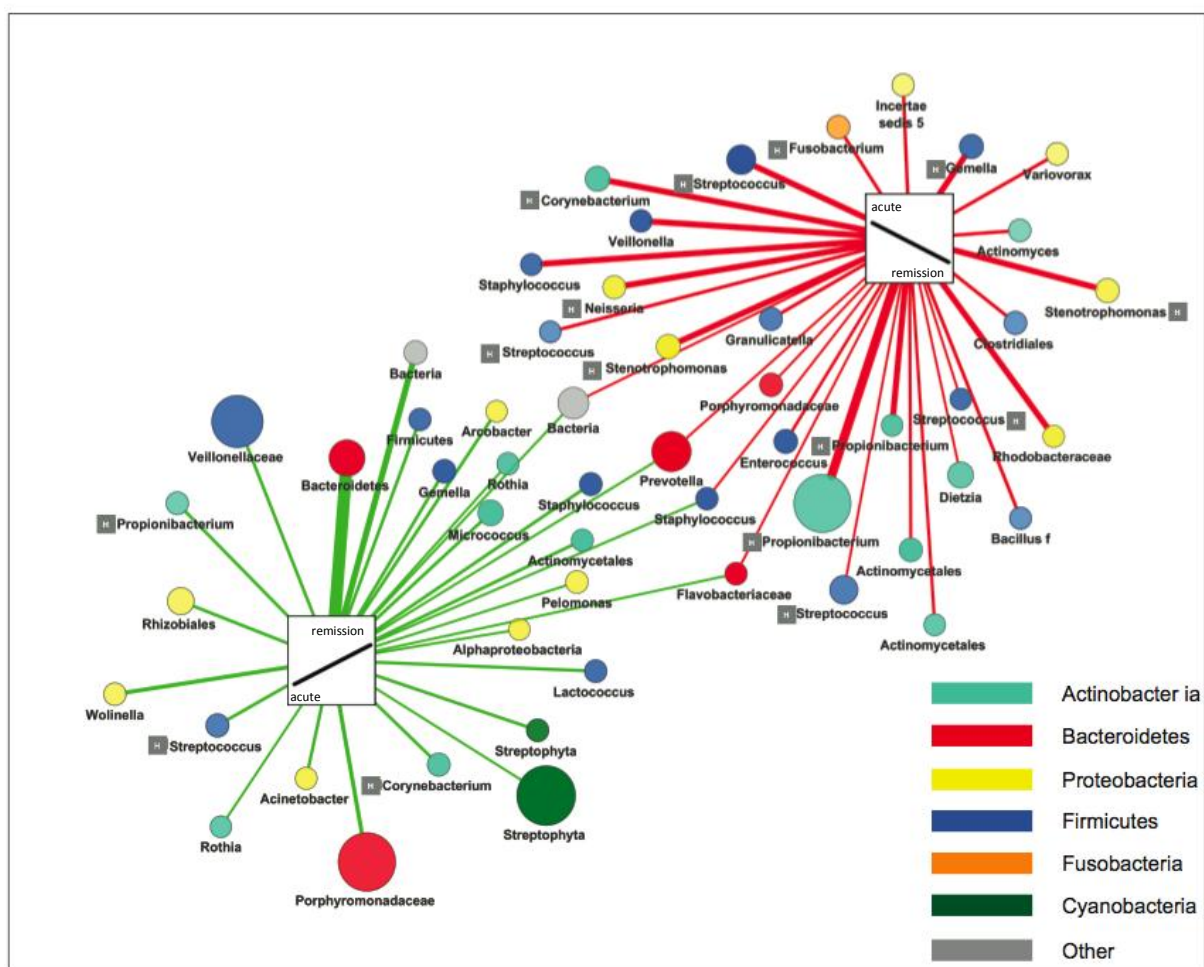 Incertae
sedis 5
H Fusobacterium
H Gemella
H Streptococcus
Variovorax
H Corynebacterium
acute
Veillonella
Actinomyces
remission
Staphylococcus
Stenotrophomonas H
H Neisseria
Granulicatella
Clostridiales
H Streptococcus
H Stenotrophomonas
Bacteria
Porphyromonadaceae
Streptococcus H
Firmicutes
Arcobacter
Bacteria
H Propionibacterium
Veillonellaceae
Enterococcus
Rhodobacteraceae
Prevotella
Bacteroidetes
Gemella
Rothia
Dietzia
Staphylococcus
Staphylococcus
H Propionibacterium
Micrococcus
H Propionibacterium
Bacillus f
Actinomycetales
Actinomycetales
Flavobacteriaceae
Pelomonas
H Streptococcus
Rhizobiales
remission
Alphaproteobacteria
Actinomycetales
Lactococcus
acute
Wolinella
H Streptococcus
Streptophyta
Acinetobacter
H Corynebacterium
Streptophyta
Rothia
Porphyromonadaceae
Actinobacter ia
Bacteroidetes
Proteobacteria
Firmicutes
Fusobacteria
Cyanobacteria
Other